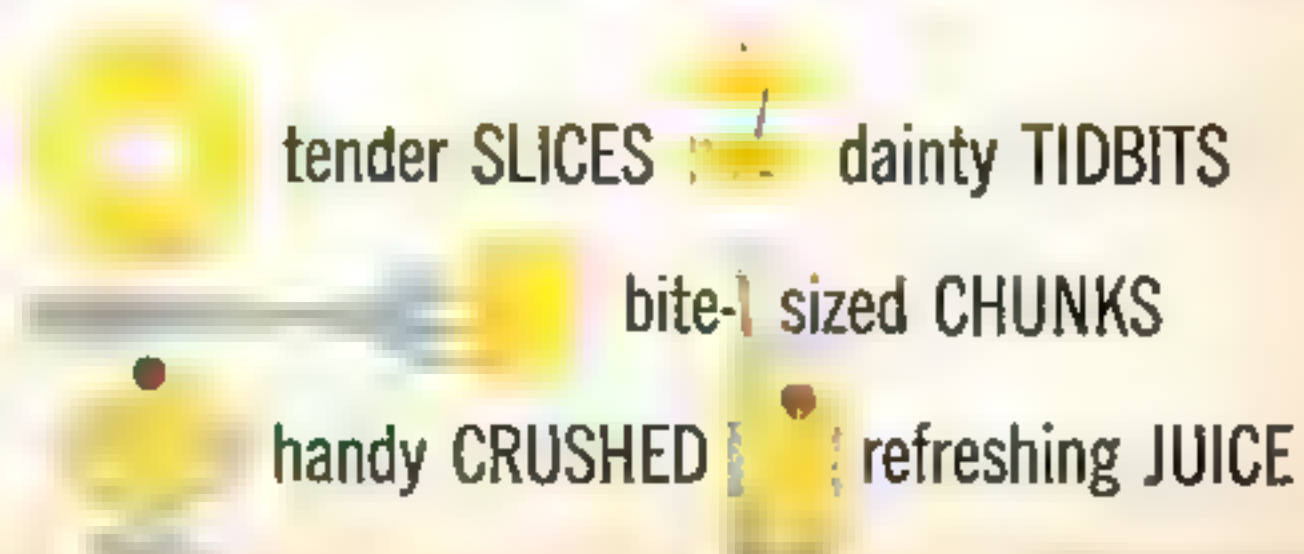 tender SLICES dainty TIDBITS
bite-sized CHUNKS
handy CRUSHED refreshing JUICE